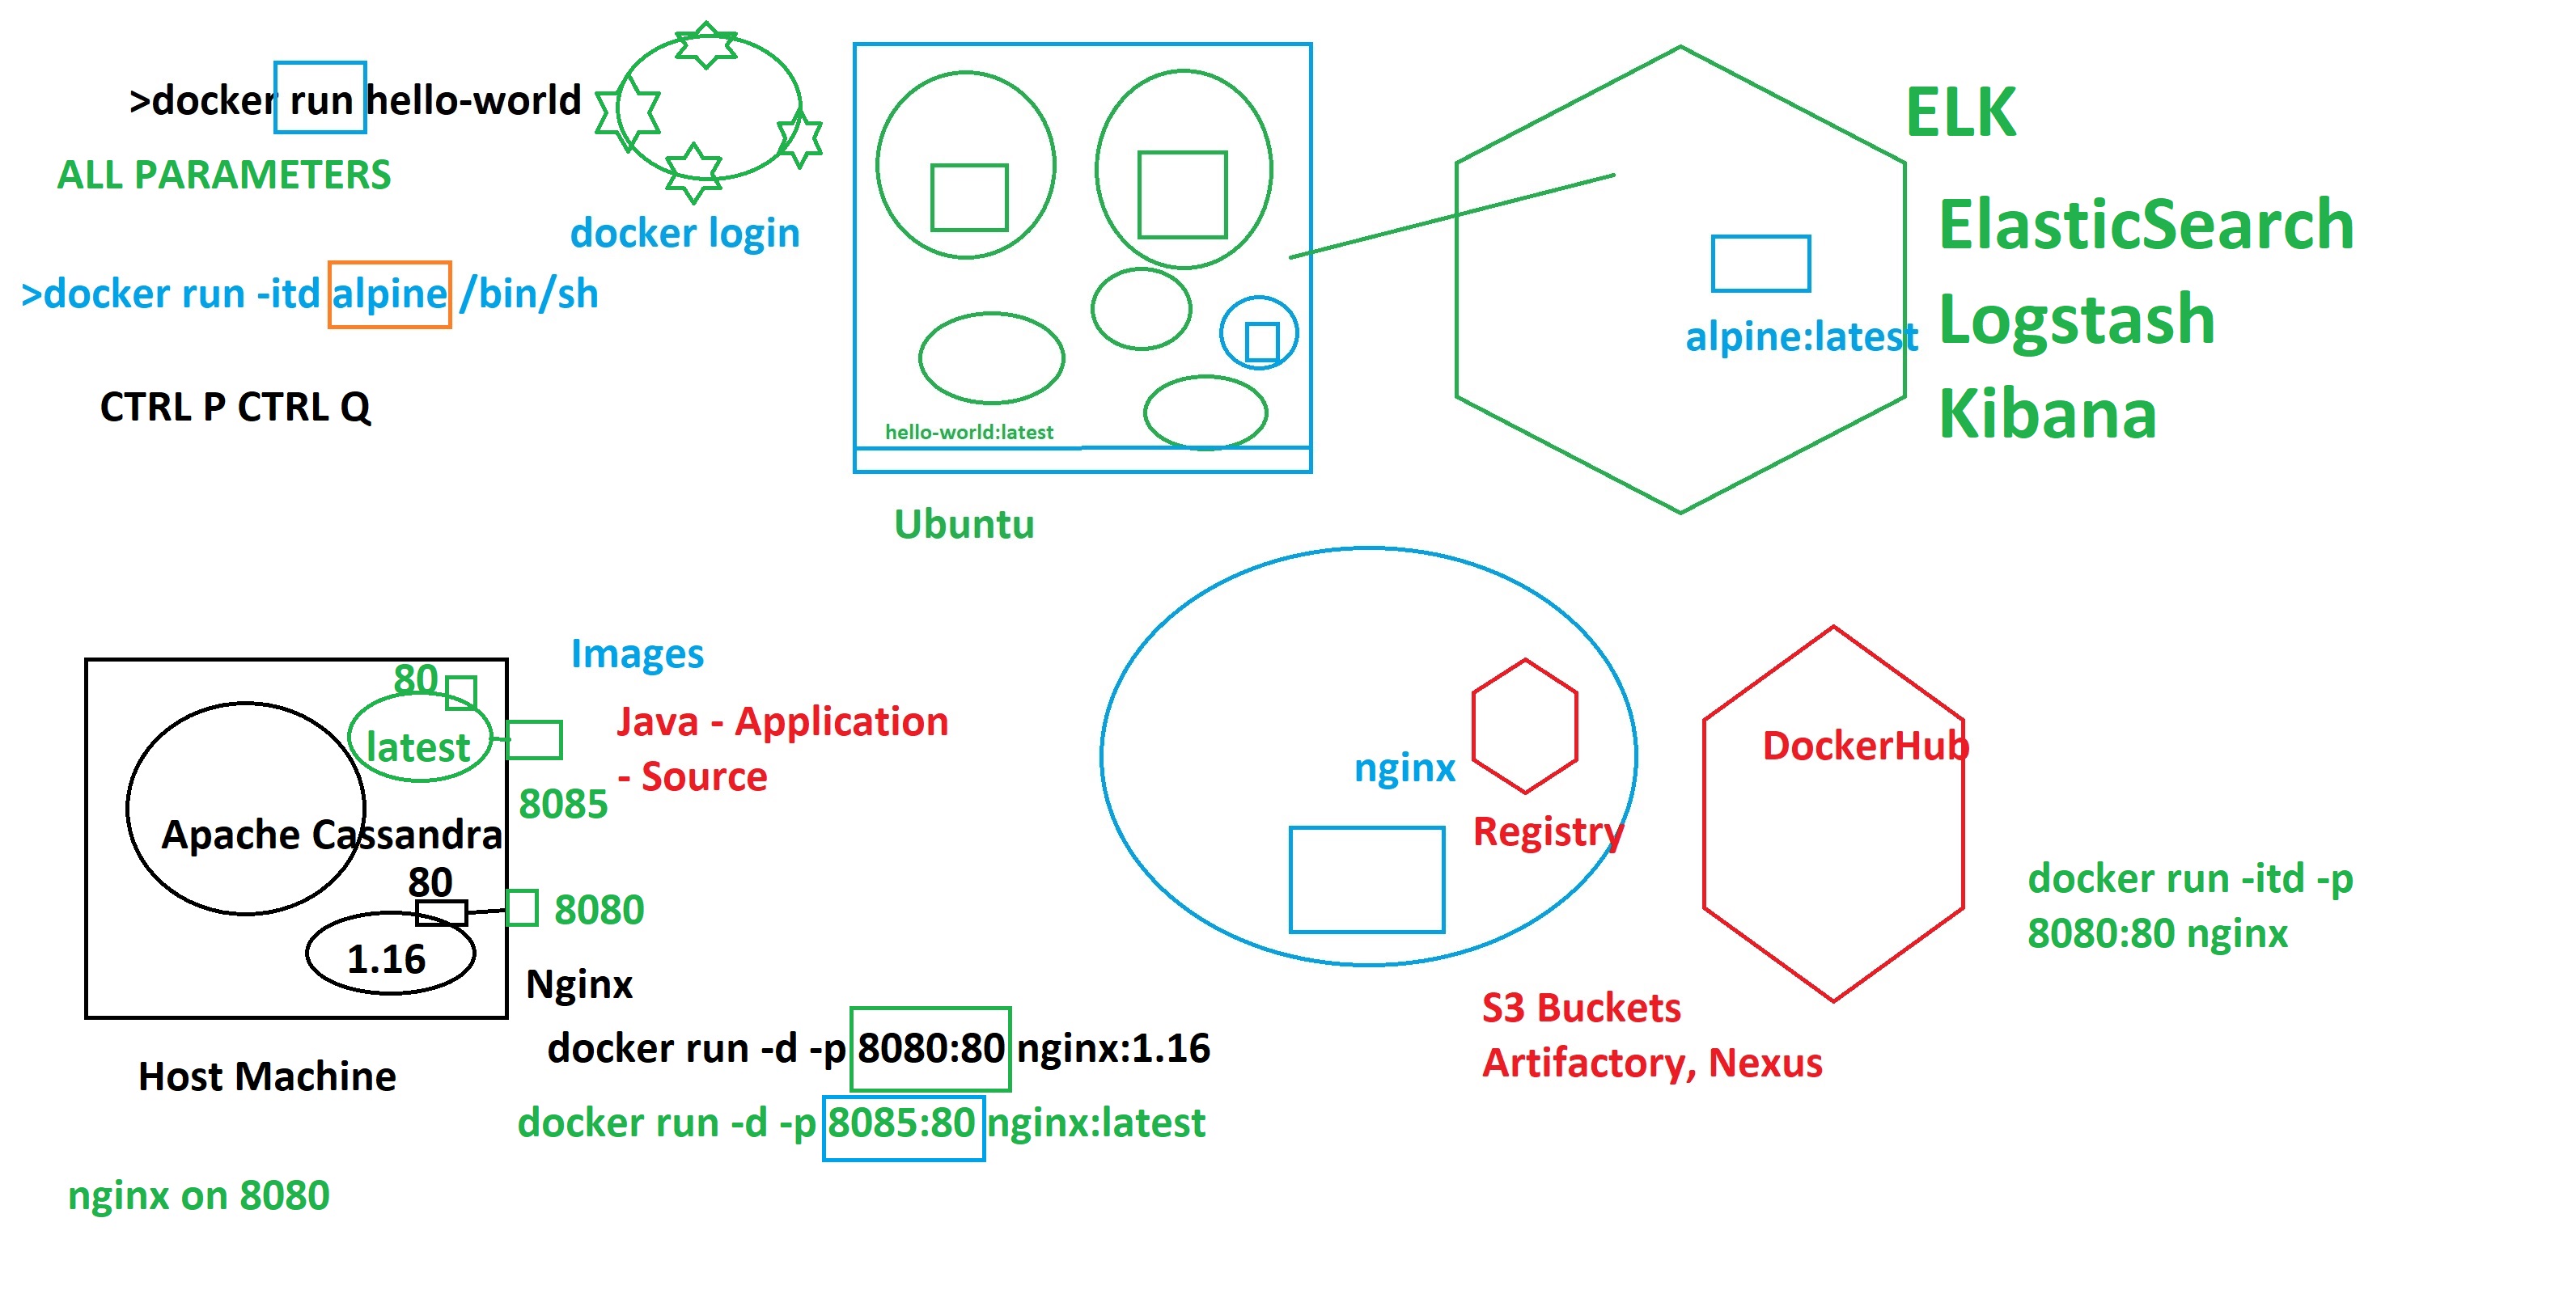 >docker run hello-world
ALL PARAMETERS
docker login
>docker run -itd alpine /bin/sh
CTRL P CTRL Q
hello-world:latest
Ubuntu
alpine:latest
ELK
ElasticSearch
Logstash
Kibana
80
latest
8085
Apache Cassandra
80
8080
1.16
Nginx
Host Machine
Images
Java - Application
- Source
docker run -d -p 8080:80 nginx:1.16
docker run -d -p 8085:80 nginx:latest
nginx on 8080
nginx
Registry
DockerHub
S3 Buckets
Artifactory, Nexus
docker run -itd -p
8080:80 nginx